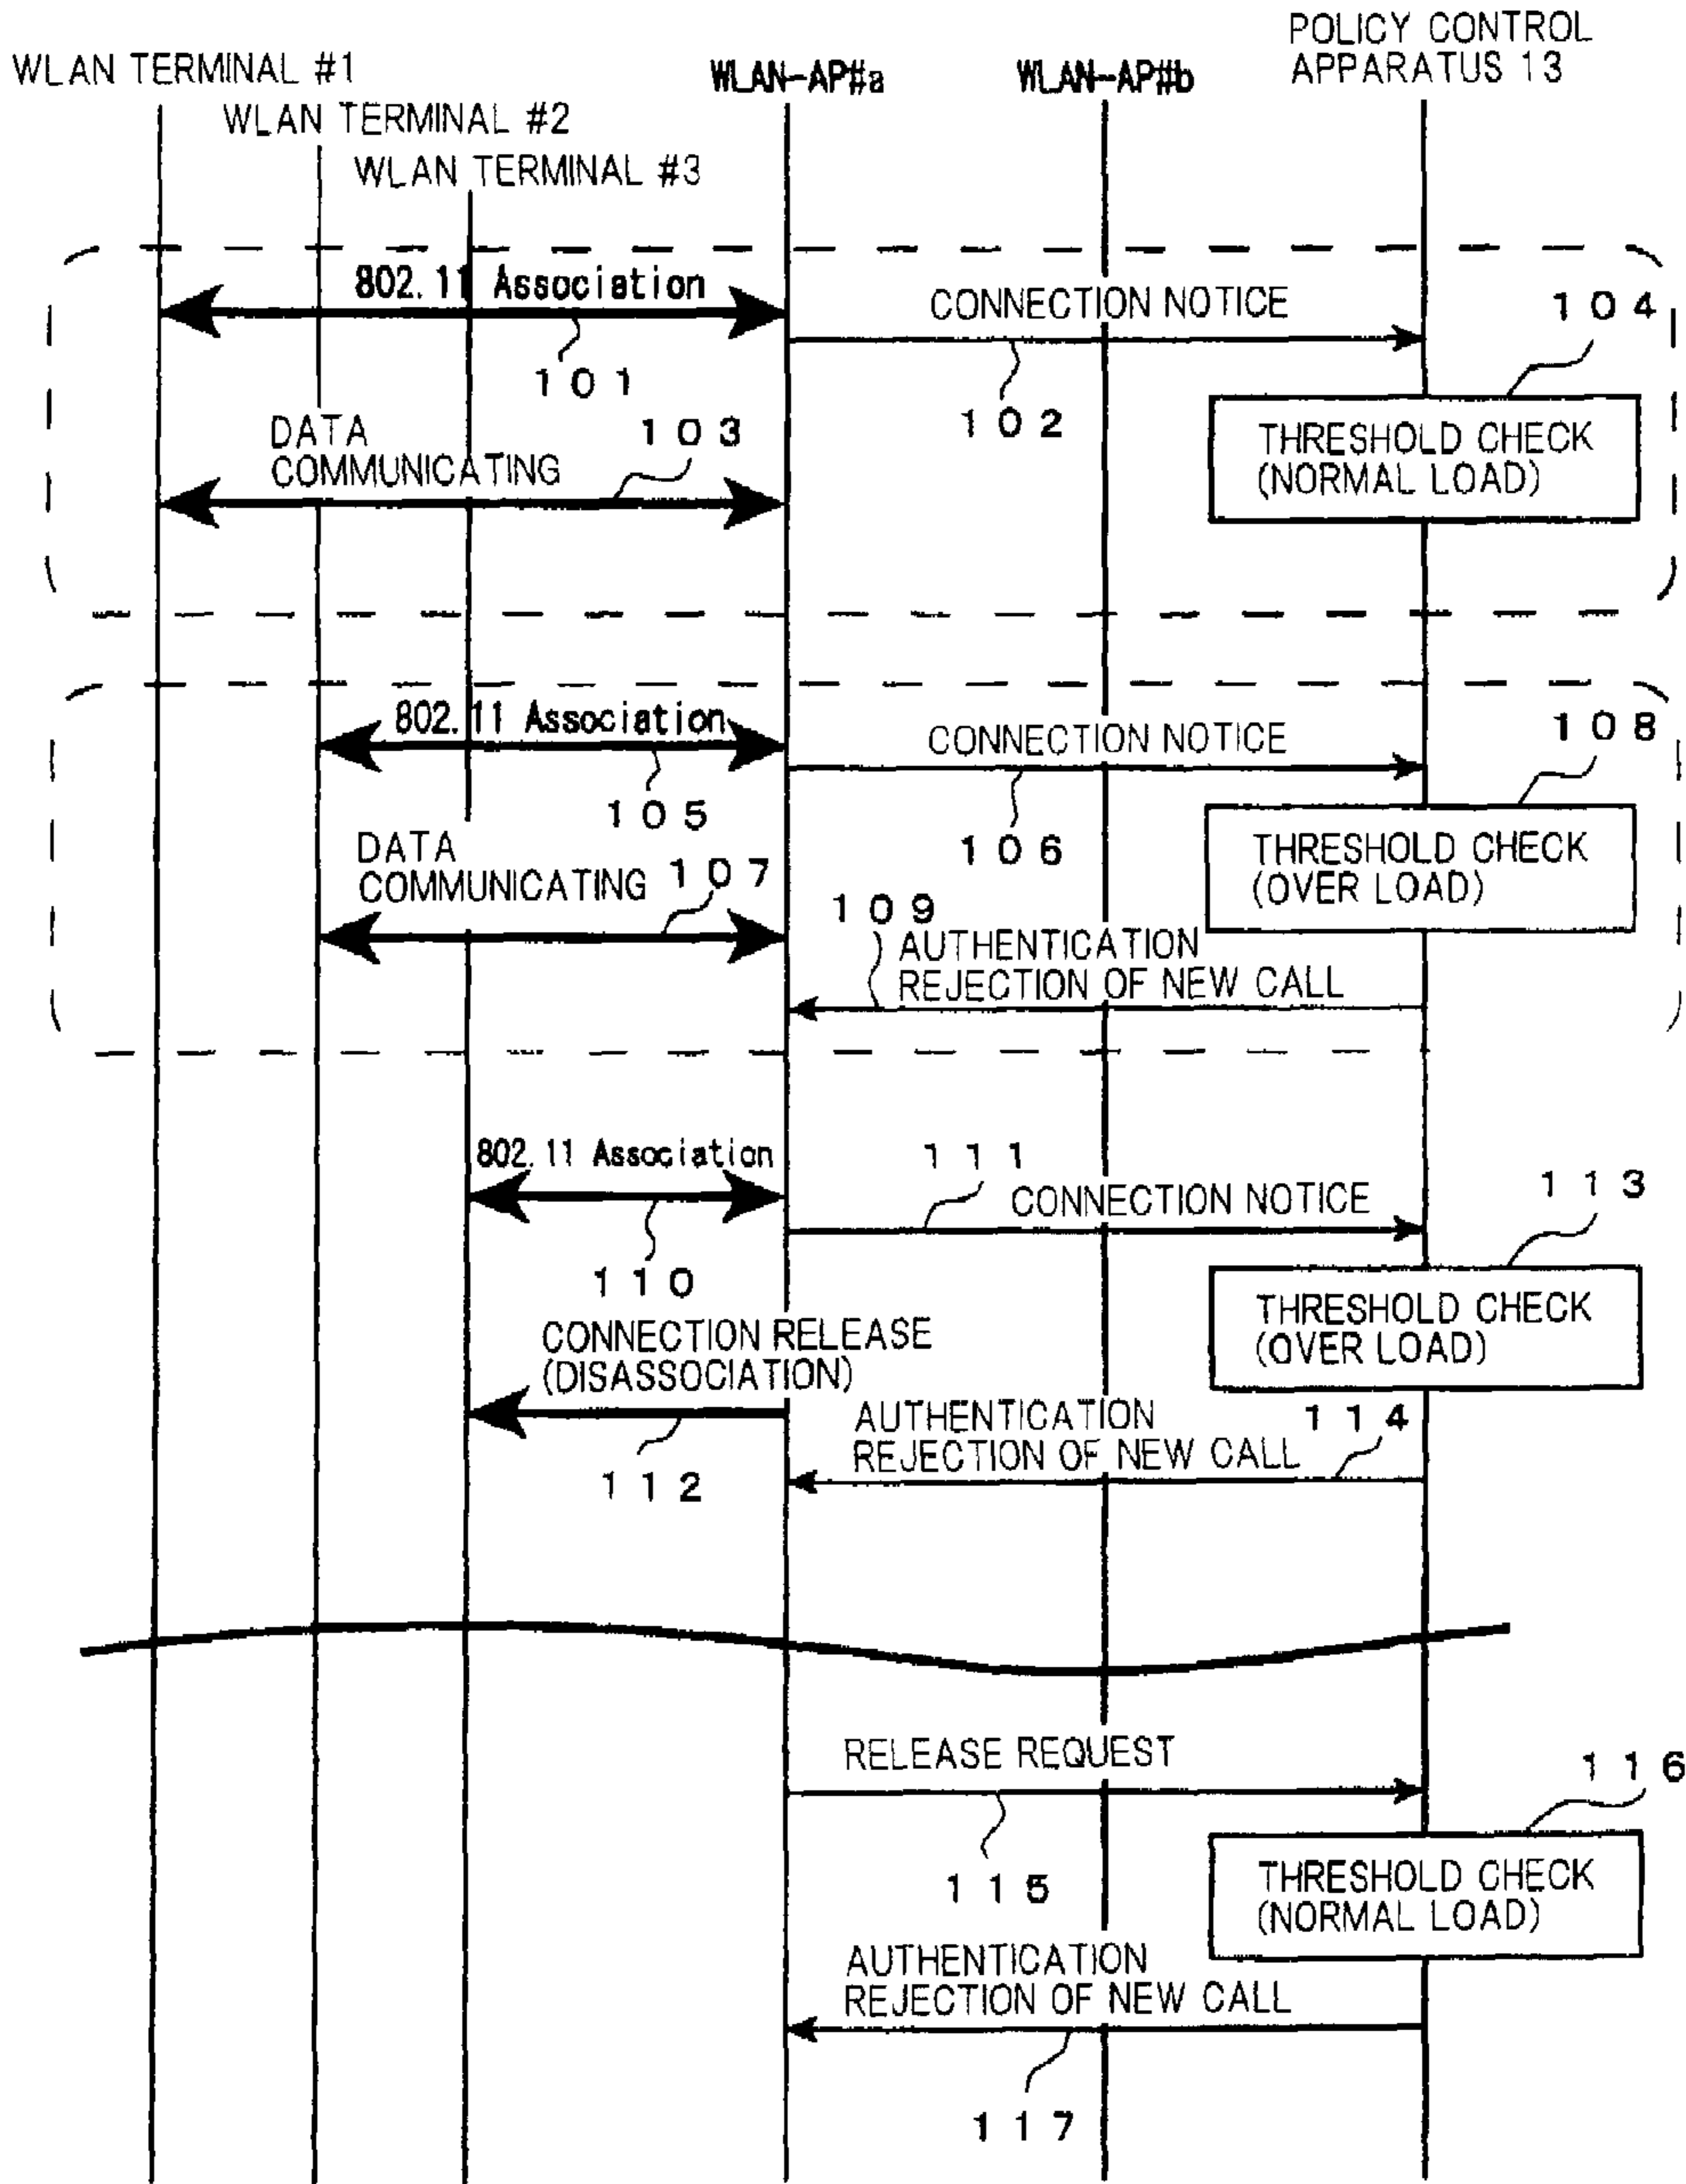 POLICY CONTROL
APPARATUS 13
WLAN TERMINAL #1
WLAN-AP#a
WLAN-AP#b
WLAN TERMINAL #2
WLAN TERMINAL #3
802.11 Association
CONNECTION NOTICE
104
101
102
THRESHOLD CHECK
(NORMAL LOAD)
DATA
COMMUNICATING
103
802.11 Association
CONNECTION NOTICE
108
105
106
THRESHOLD CHECK
(OVER LOAD)
DATA
COMMUNICATING
107
109
AUTHENTICATION
REJECTION OF NEW CALL
802.11 Association
111
CONNECTION NOTICE
113
110
THRESHOLD CHECK
(OVER LOAD)
CONNECTION RELEASE
(DISASSOCIATION)
112
AUTHENTICATION
REJECTION OF NEW CALL
114
RELEASE REQUEST
116
115
THRESHOLD CHECK
(NORMAL LOAD)
AUTHENTICATION
REJECTION OF NEW CALL
117